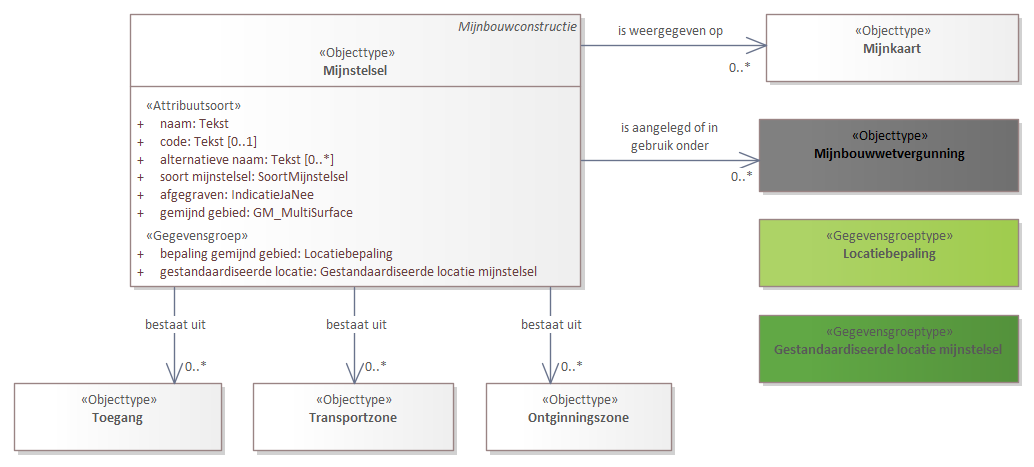 Mijnbouwconstructie
«Objecttype»
Mijnstelsel
«Attribuutsoort»
+ naam: Tekst
+ code: Tekst [0..1]
+ alternatieve naam: Tekst [0..*]
+ soort mijnstelsel: SoortMijnstelsel
+ afgegraven: IndicatieJaNee
+ gemijnd gebied: GM_MultiSurface
«Gegevensgroep»
+ bepaling gemijnd gebied: Locatiebepaling
+ gestandaardiseerde locatie: Gestandaardiseerde locatie mijnstelsel
is weergegeven op
0..*
«Objecttype»
Mijnkaart
is aangelegd of in
gebruik onder
0..*
«Objecttype»
Mijnbouwwetvergunning
«Gegevensgroeptype»
Locatiebepaling
«Gegevensgroeptype»
Gestandaardiseerde locatie mijnstelsel
bestaat uit
0..*
bestaat uit
0..*
bestaat uit
0..*
«Objecttype»
Toegang
«Objecttype»
Transportzone
«Objecttype»
Ontginningszone